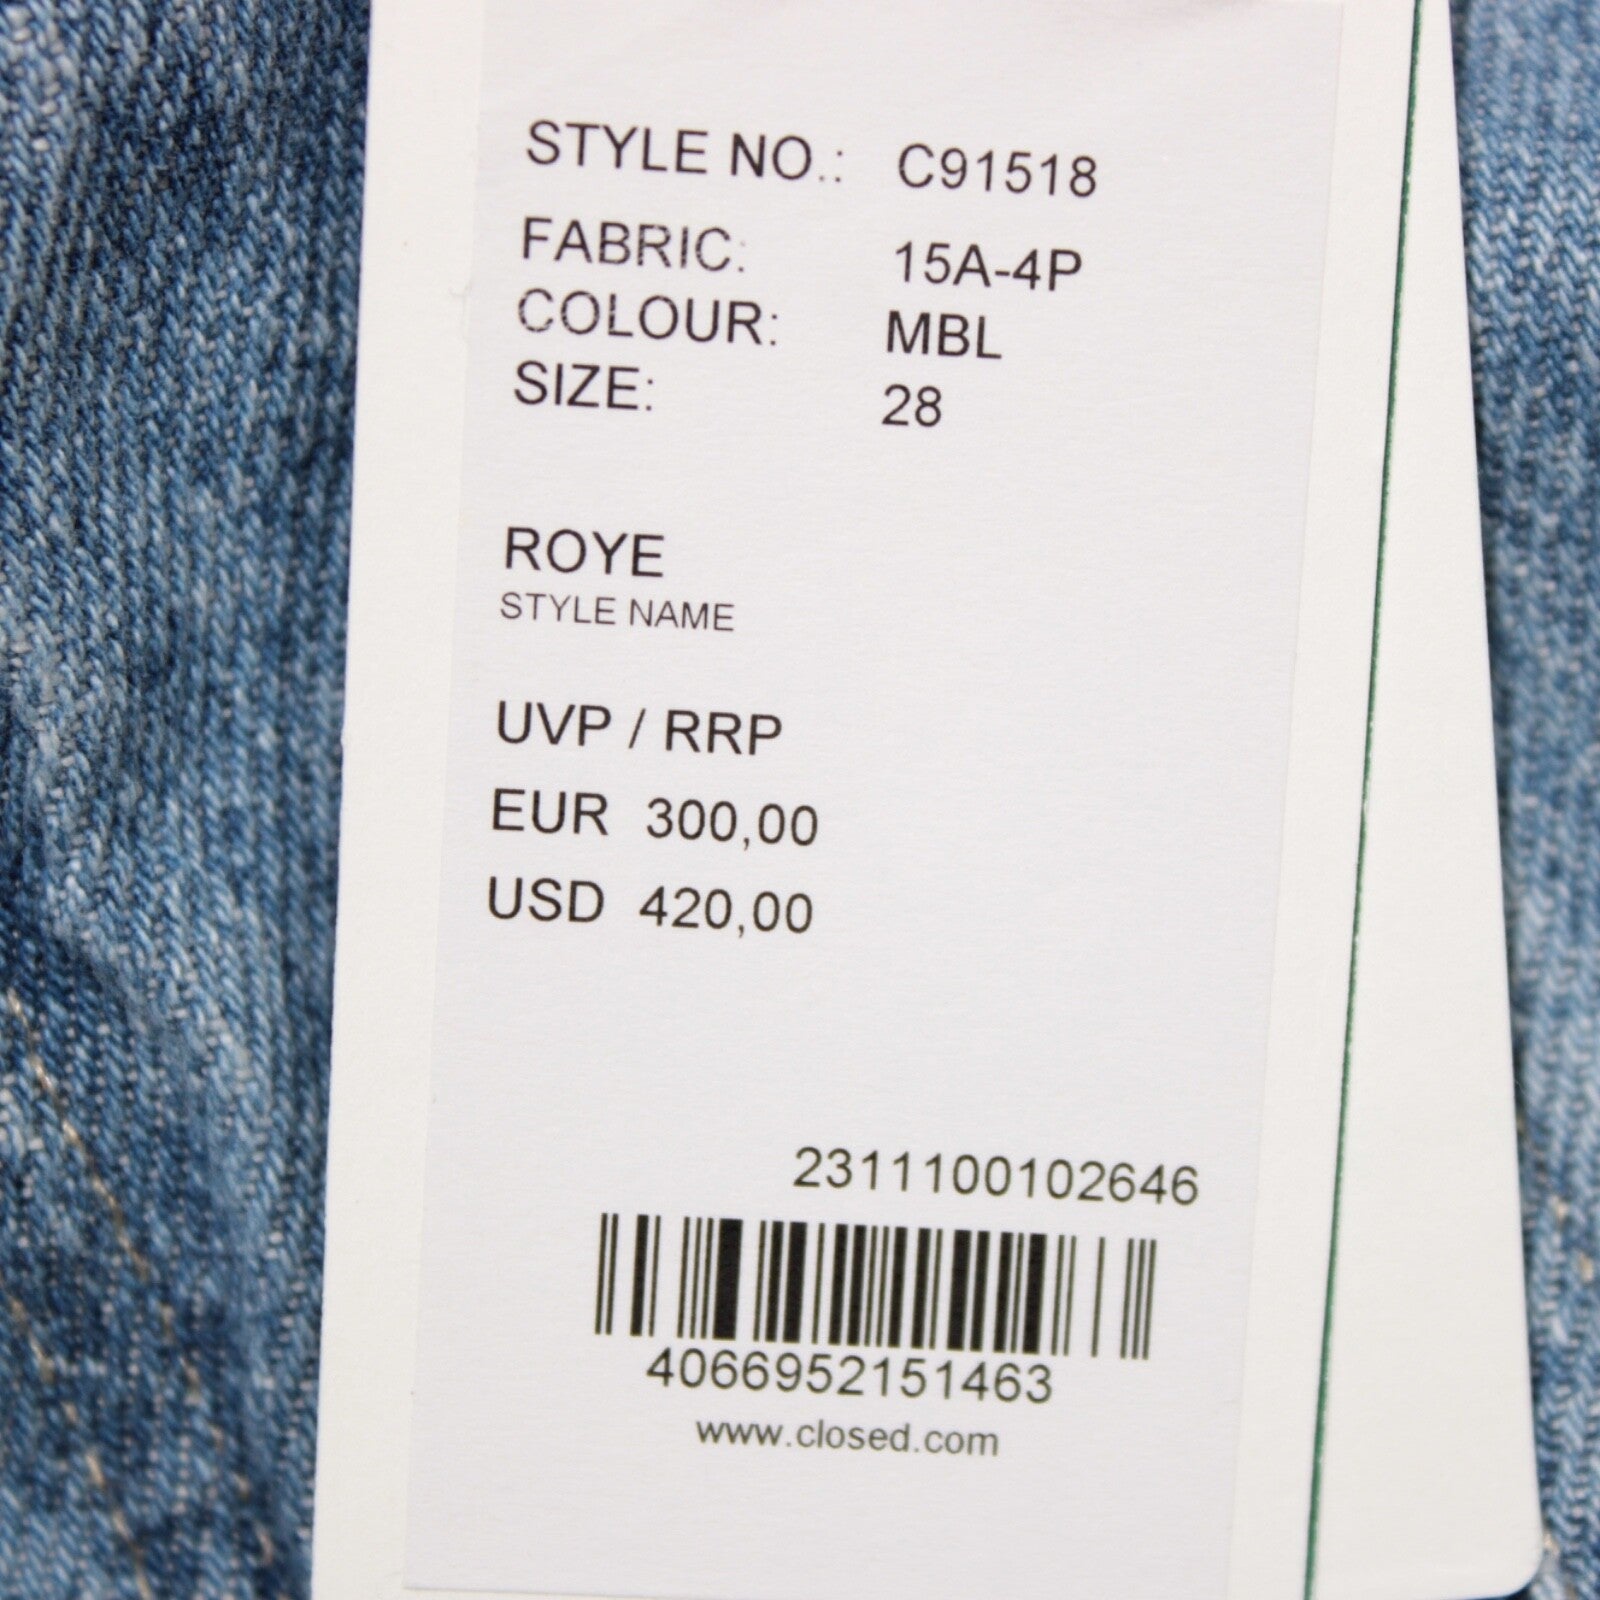 STYLE NO.: C91518
FABRIC: 15A-4P
COLOUR: MBL
SIZE: 28
ROYE
STYLE NAME
UVP / RRP
EUR 300,00
USD 420,00
2311100102646
4066952151463
www.closed.com